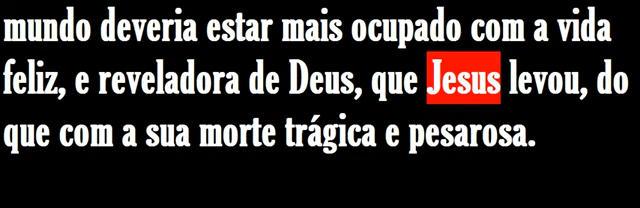 mundo deveria estar mais ocupado com a vida
feliz, e reveladora de Deus, que Jesus levou, do
que com a sua morte trágica e pesarosa.